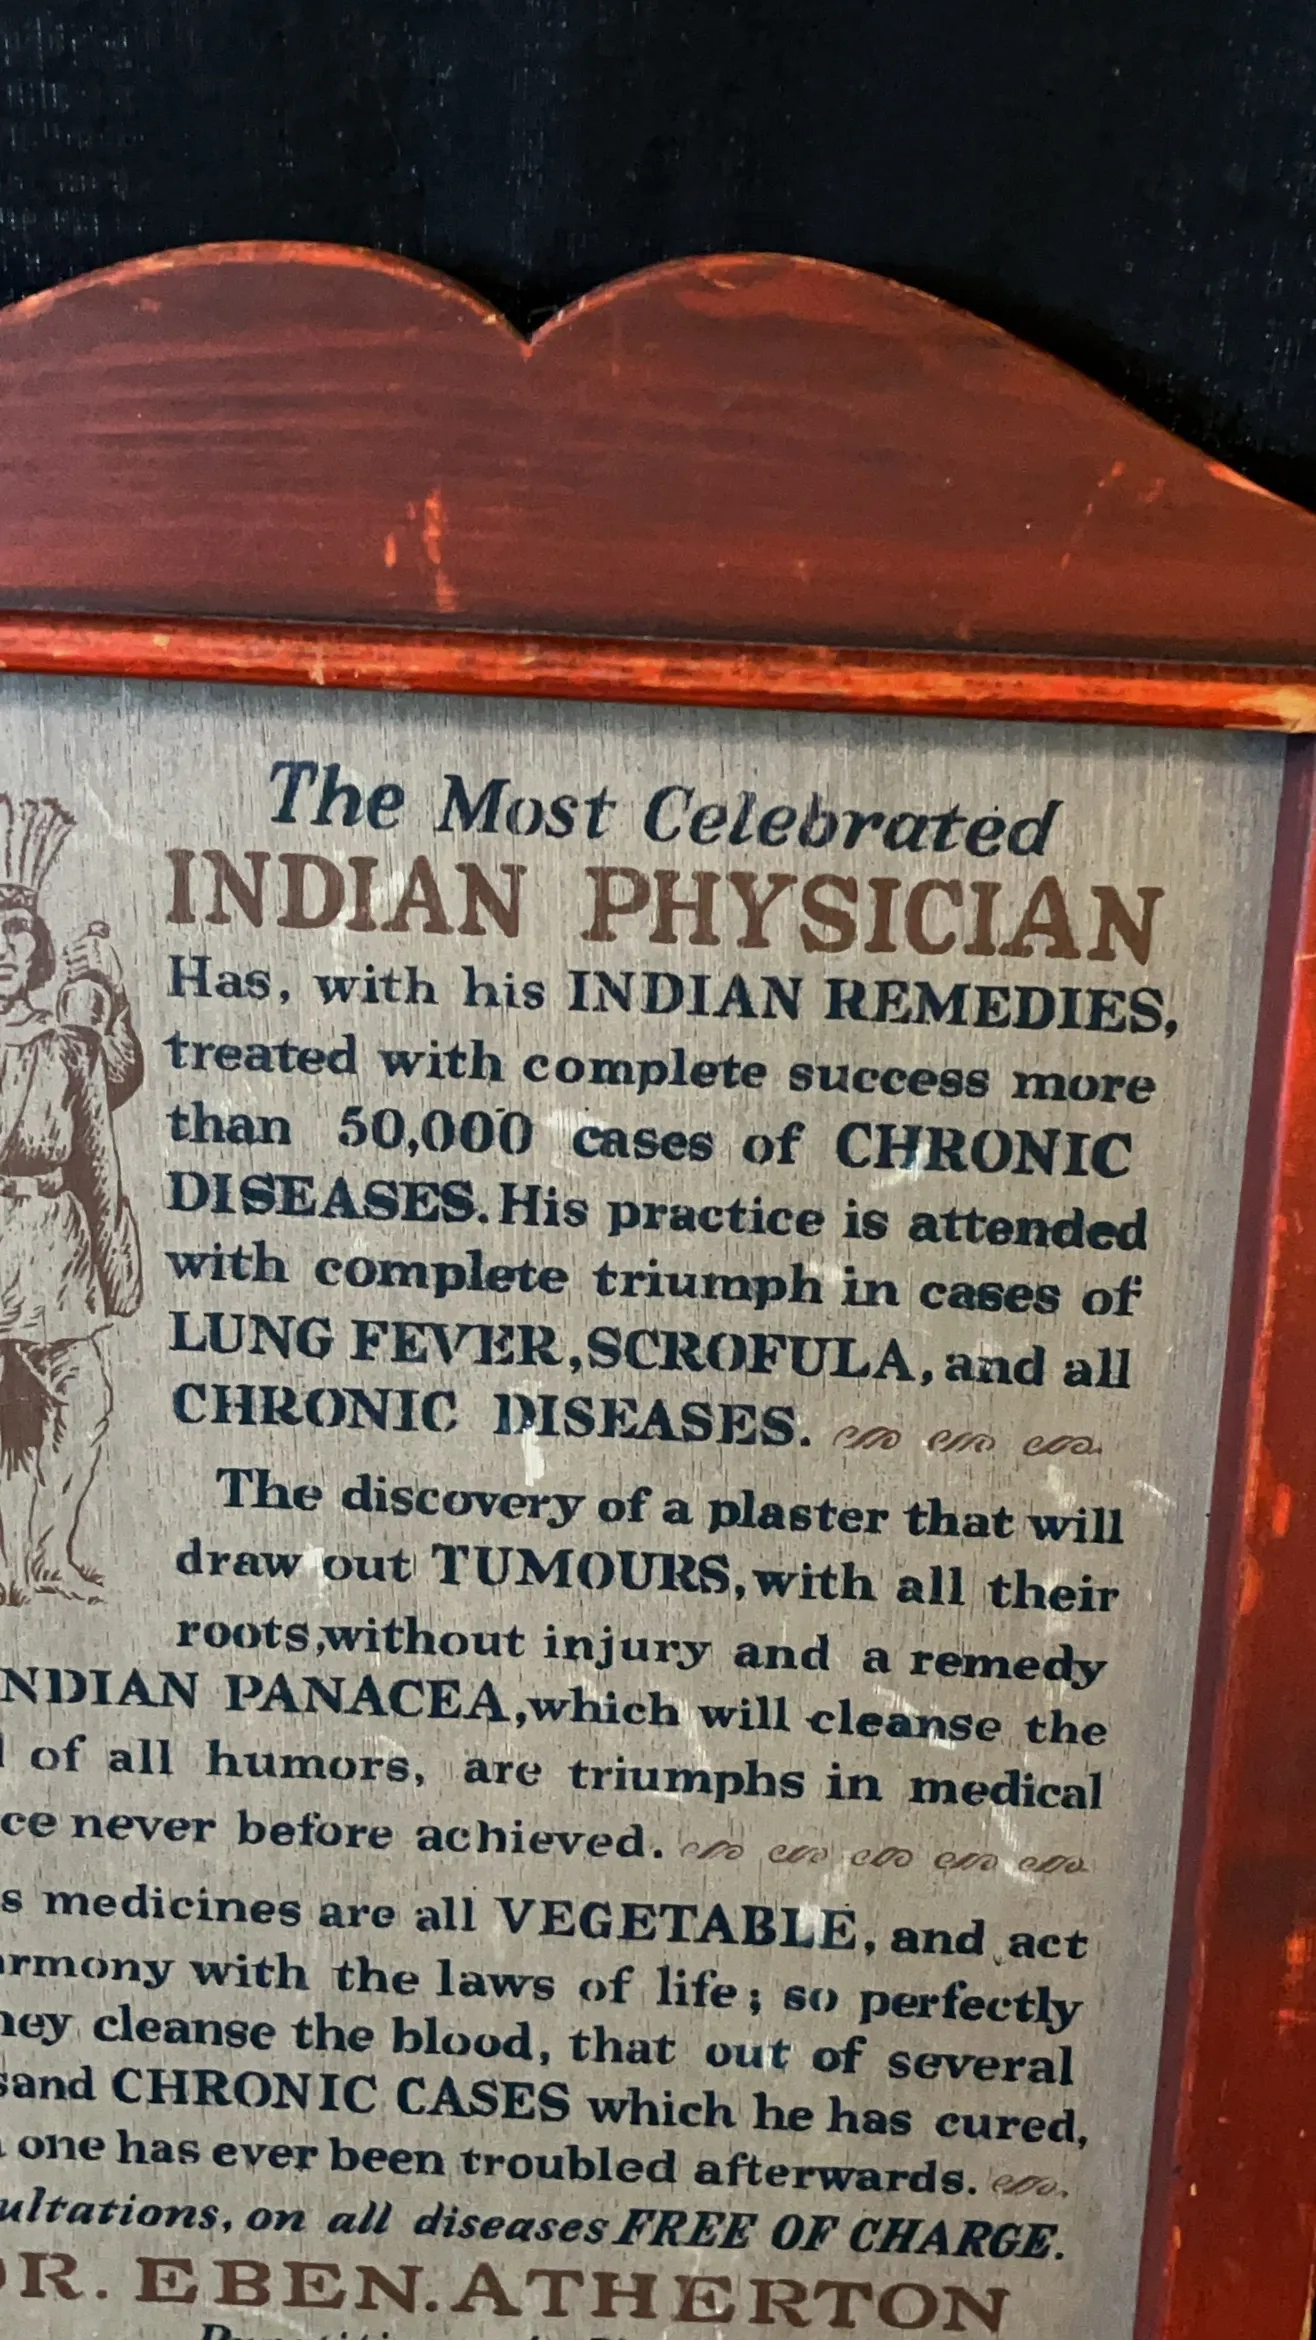 The Most Celebrated
INDIAN PHYSICIAN
Has, with his INDIAN REMEDIES,
treated with complete success more
than 50,000 cases of CHRONIC
DISEASES. His practice is attended
with complete triumph in cases of
LUNG FEVER, SCROFULA, and all
CHRONIC DISEASES.
The discovery of a plaster that will
draw out TUMOURS, with all their
roots, without injury and a remedy
NDIAN PANACEA, which will cleanse the
of all humors, are triumphs in medical
ce never before achieved.
s medicines are all VEGETABLE, and act
rmony with the laws of life; so perfectly
hey cleanse the blood, that out of several
sand CHRONIC CASES which he has cured,
one has ever been troubled afterwards.
ultations, on all diseases FREE OF CHARGE.
R. EBEN. ATHERTON